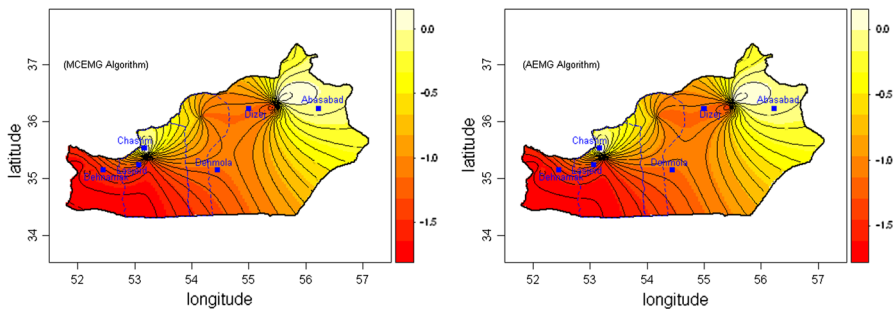 (MCEMG Algorithm)
Abasabad
Dizej
Chashm
Dehmola
latitude
37
36
35
34
52
53
54
55
56
57
longitude
0.0
−0.5
−1.0
−1.5
(AEMG Algorithm)
Abasabad
Dizej
Chashm
Dehmola
latitude
37
36
35
34
52
53
54
55
56
57
longitude
0.0
−0.5
−1.0
−1.5